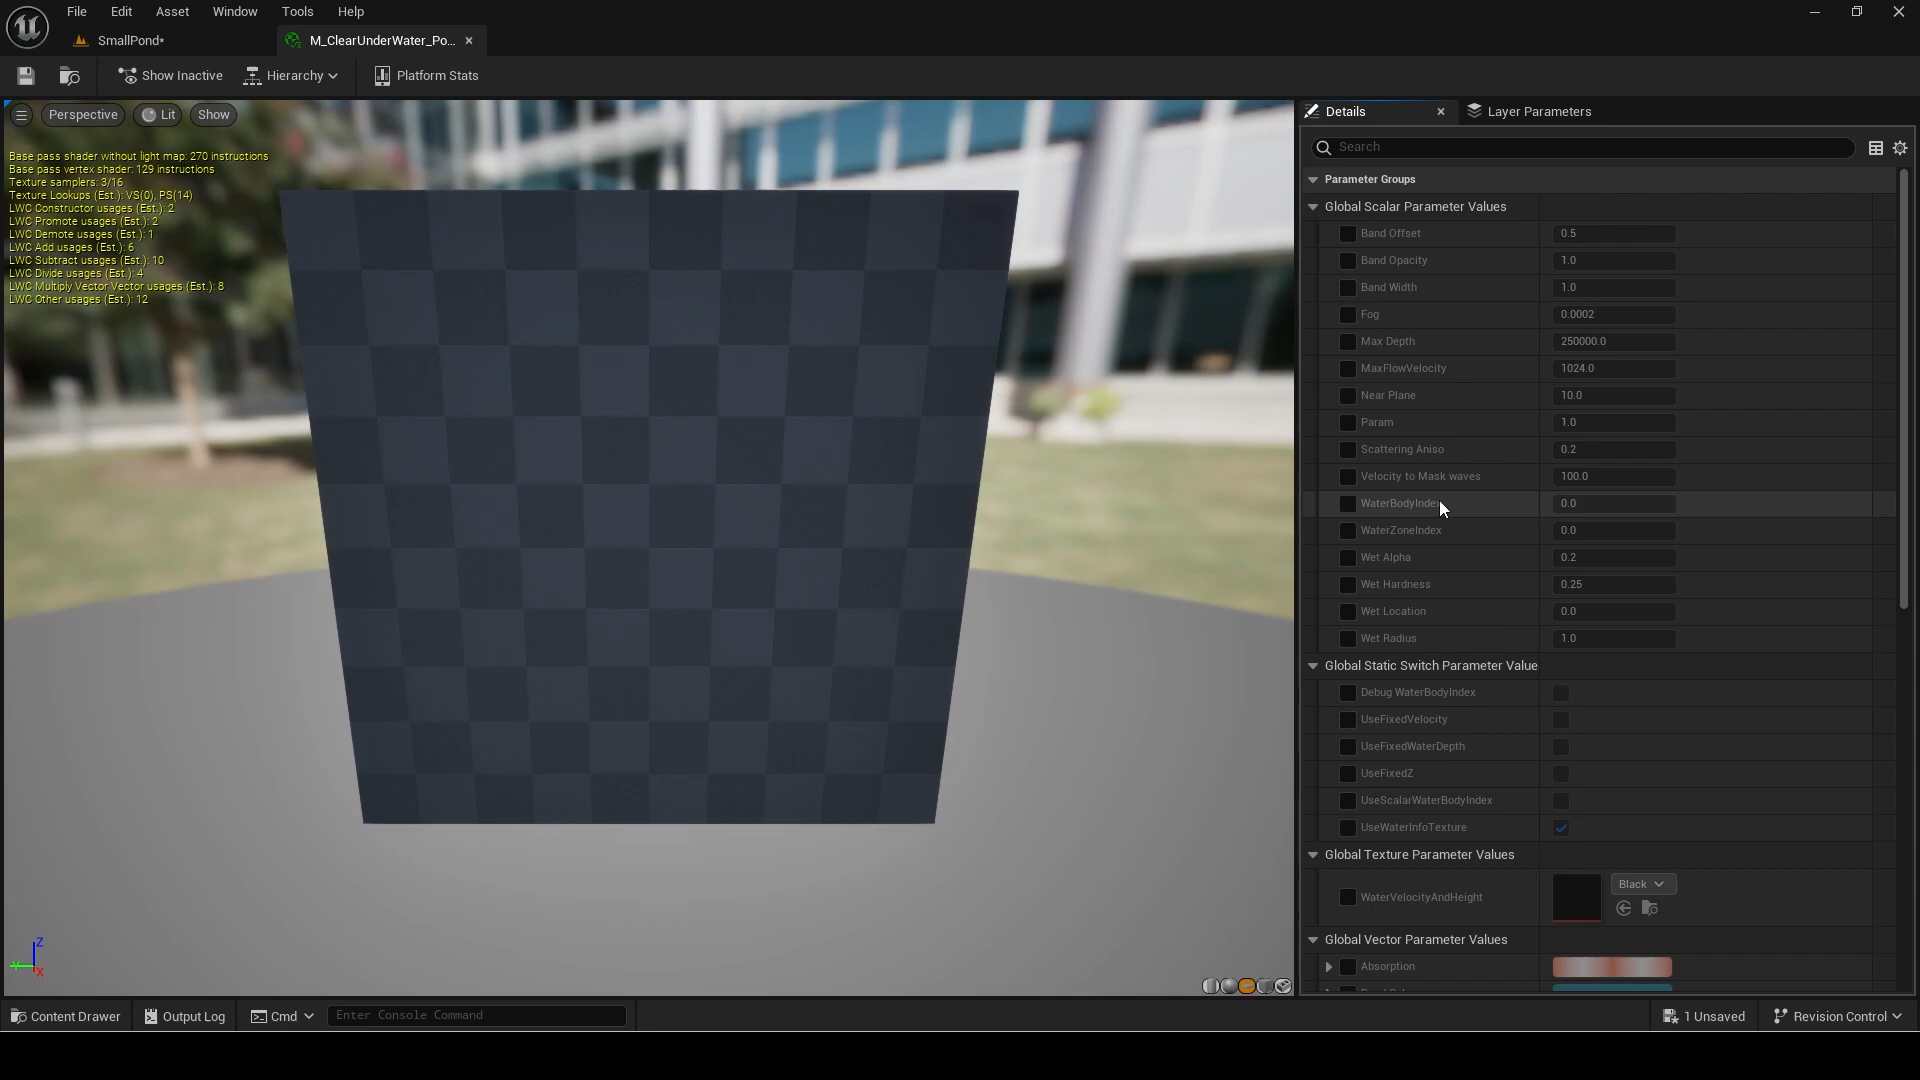 File Edit Asset Window Tools Help
SmallPond*
M_ClearUnderWater_Po...
Show Inactive
Hierarchy
Platform Stats
Perspective
Lit
Show
Base pass shader without light map: 270 instructions
Base pass vertex shader: 129 instructions
Texture samplers: 3/16
Texture Lookups (Est.): VS(0), PS(14)
LWC Constructor usages (Est.): 2
LWC Promote usages (Est.): 2
LWC Demote usages (Est.): 1
LWC Add usages (Est.): 6
LWC Subtract usages (Est.): 10
LWC Divide usages (Est.): 4
LWC Multiply Vector Vector usages (Est.): 8
LWC Other usages (Est.): 12
Z
X
Details
Layer Parameters
Search
Parameter Groups
Global Scalar Parameter Values
Band Offset 0.5
Band Opacity 1.0
Band Width 1.0
Fog 0.0002
Max Depth 250000.0
MaxFlowVelocity 1024.0
Near Plane 10.0
Param 1.0
Scattering Aniso 0.2
Velocity to Mask waves 100.0
WaterBodyIndex 0.0
WaterZoneIndex 0.0
Wet Alpha 0.2
Wet Hardness 0.25
Wet Location 0.0
Wet Radius 1.0
Global Static Switch Parameter Value
Debug WaterBodyIndex
UseFixedVelocity
UseFixedWaterDepth
UseFixedZ
UseScalarWaterBodyIndex
UseWaterInfoTexture
Global Texture Parameter Values
WaterVelocityAndHeight Black
Global Vector Parameter Values
Absorption
Content Drawer
Output Log
Cmd
Enter Console Command
1 Unsaved
Revision Control